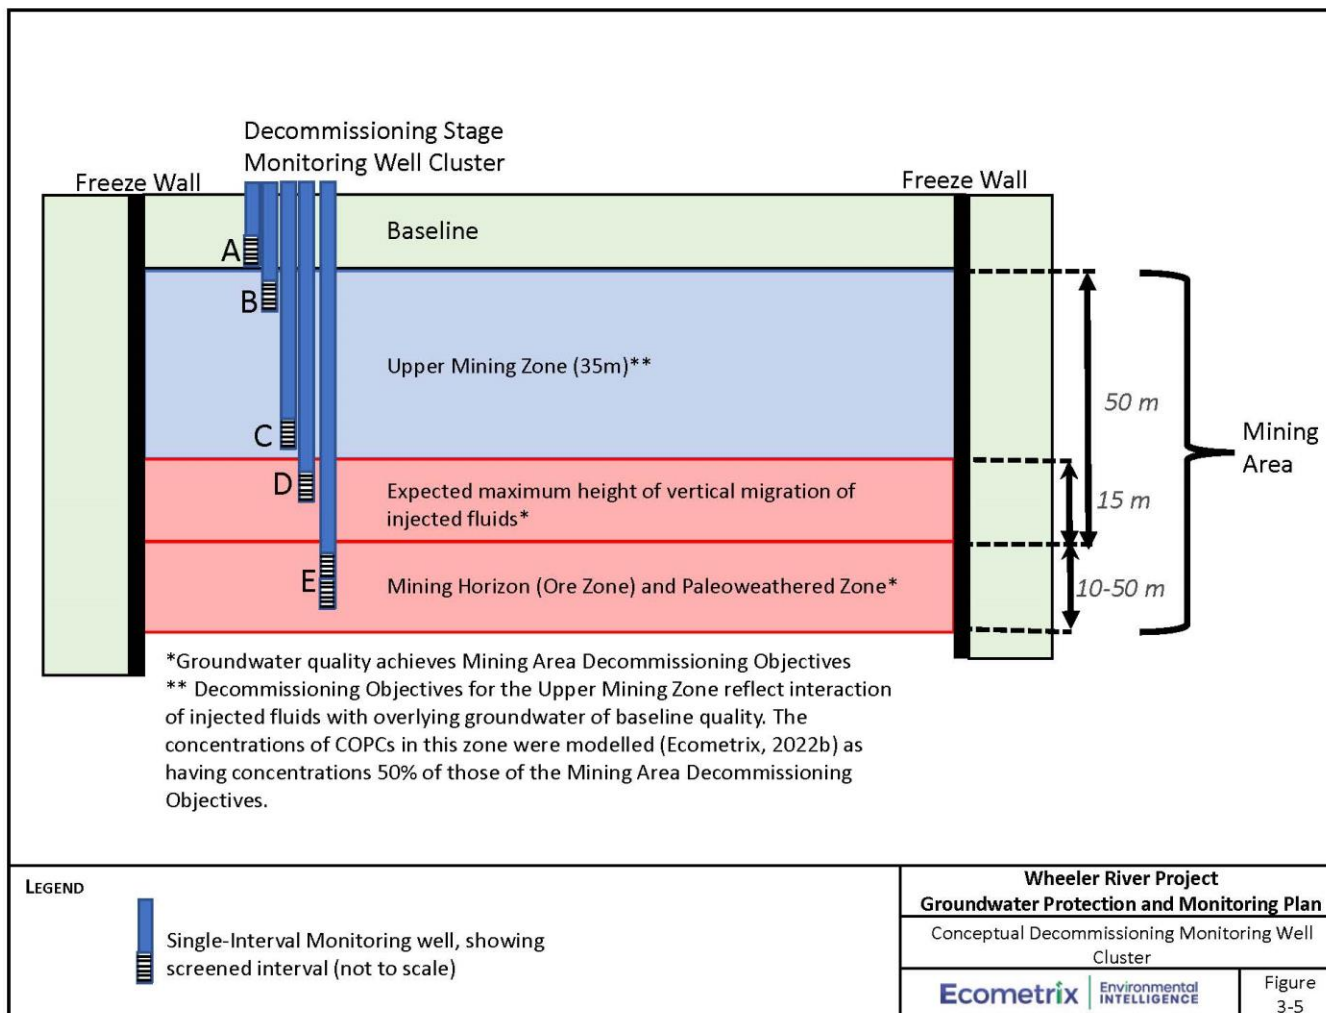 Decommissioning Stage
Monitoring Well Cluster
Freeze Wall
Freeze Wall
Baseline
A
B
Upper Mining Zone (35m)**
50 m
C
Mining
Area
D
Expected maximum height of vertical migration of
injected fluids*
15 m
E
Mining Horizon (Ore Zone) and Paleoweathered Zone*
10-50 m
*Groundwater quality achieves Mining Area Decommissioning Objectives
** Decommissioning Objectives for the Upper Mining Zone reflect interaction
of injected fluids with overlying groundwater of baseline quality. The
concentrations of COPCs in this zone were modelled (Ecometrix, 2022b) as
having concentrations 50% of those of the Mining Area Decommissioning
Objectives.
LEGEND
Single-Interval Monitoring well, showing
screened interval (not to scale)
Wheeler River Project
Groundwater Protection and Monitoring Plan
Conceptual Decommissioning Monitoring Well
Cluster
Ecometrix
Environmental
INTELLIGENCE
Figure
3-5